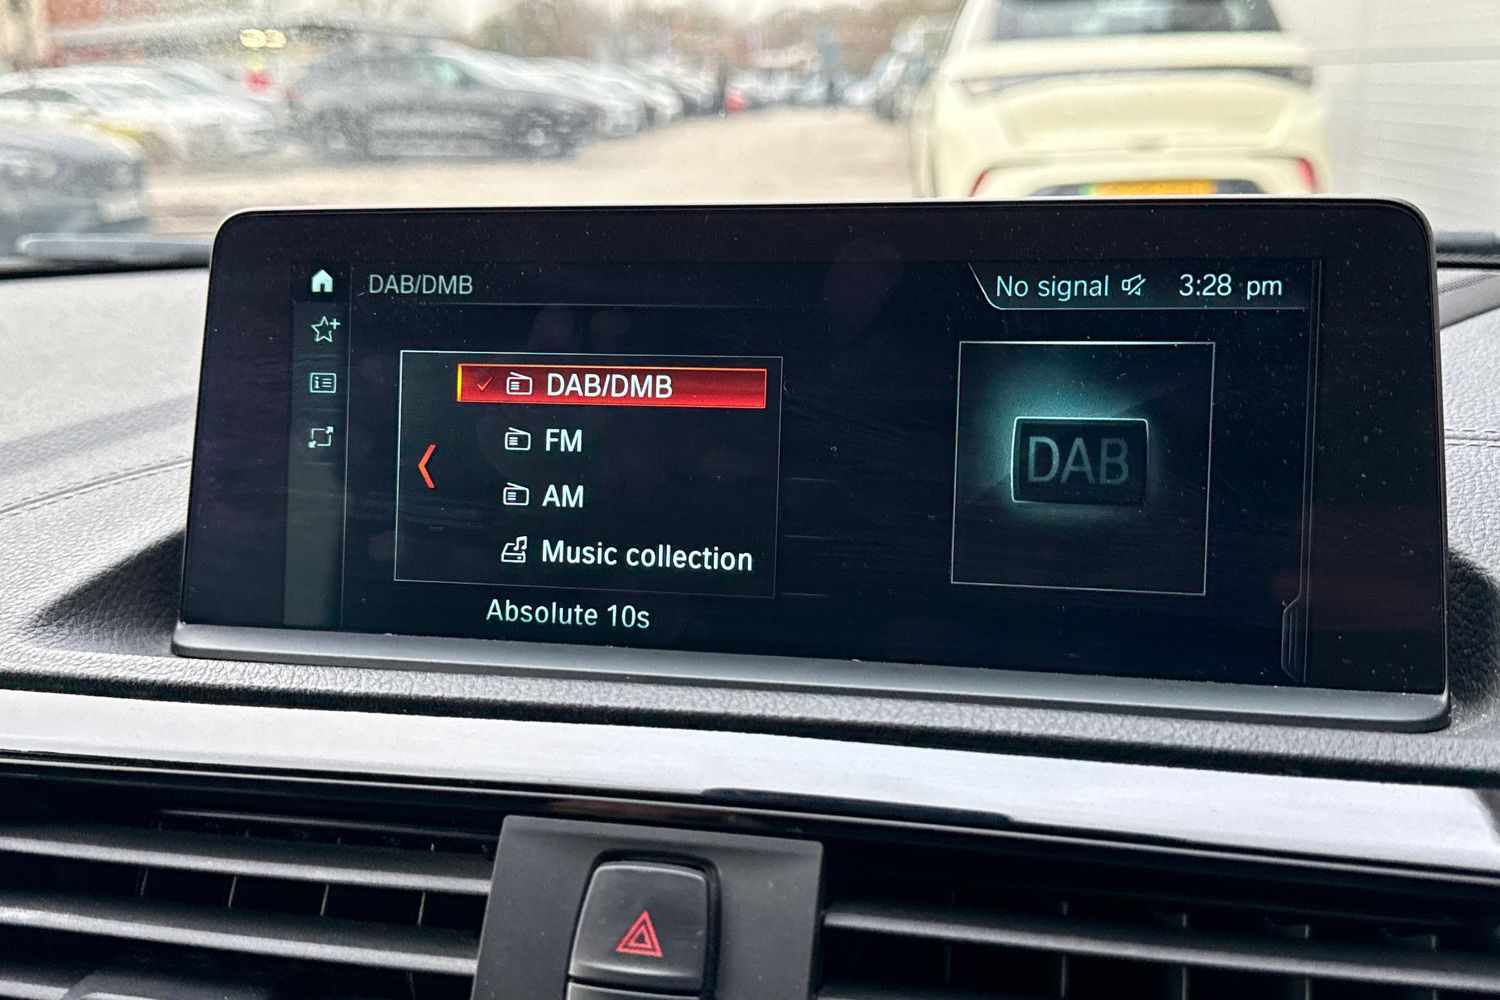 DAB/DMB
No signal 3:28 pm
DAB/DMB
FM
AM
Music collection
Absolute 10s
DAB